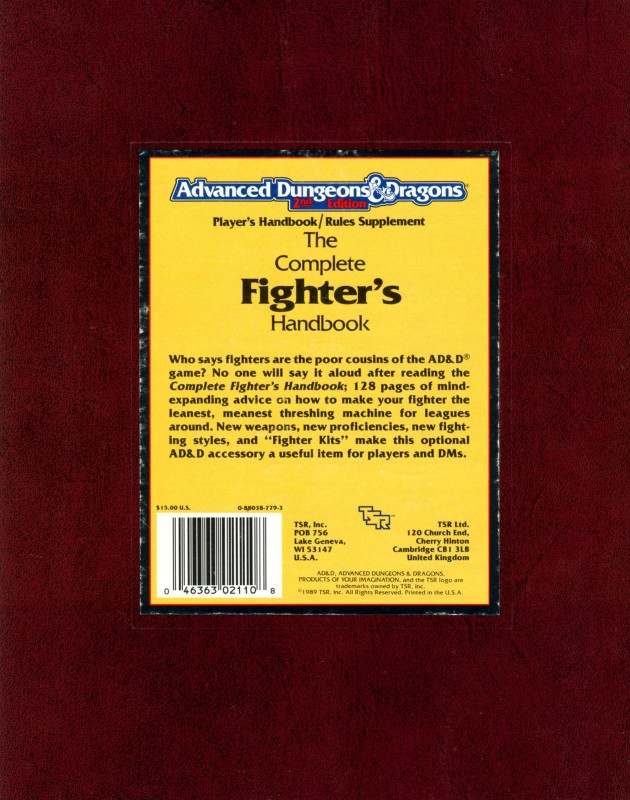 Advanced Dungeons & Dragons®
2nd Edition
Player's Handbook/Rules Supplement
The
Complete
Fighter's
Handbook
Who says fighters are the poor cousins of the AD&D®
game? No one will say it aloud after reading the
Complete Fighter's Handbook; 128 pages of mind-
expanding advice on how to make your fighter the
leanest, meanest threshing machine for leagues
around. New weapons, new proficiencies, new fight-
ing styles, and "Fighter Kits" make this optional
AD&D accessory a useful item for players and DMs.
$15.00 U.S. 0-88038-779-3
0 46363 02110 8
TSR, Inc.
POB 756
Lake Geneva,
WI 53147
U.S.A.
TSR™
TSR Ltd.
120 Church End,
Cherry Hinton
Cambridge CB1 3LB
United Kingdom
AD&D, ADVANCED DUNGEONS & DRAGONS,
PRODUCTS OF YOUR IMAGINATION, and the TSR logo are
trademarks owned by TSR, Inc.
©1989 TSR, Inc. All Rights Reserved. Printed in the U.S.A.